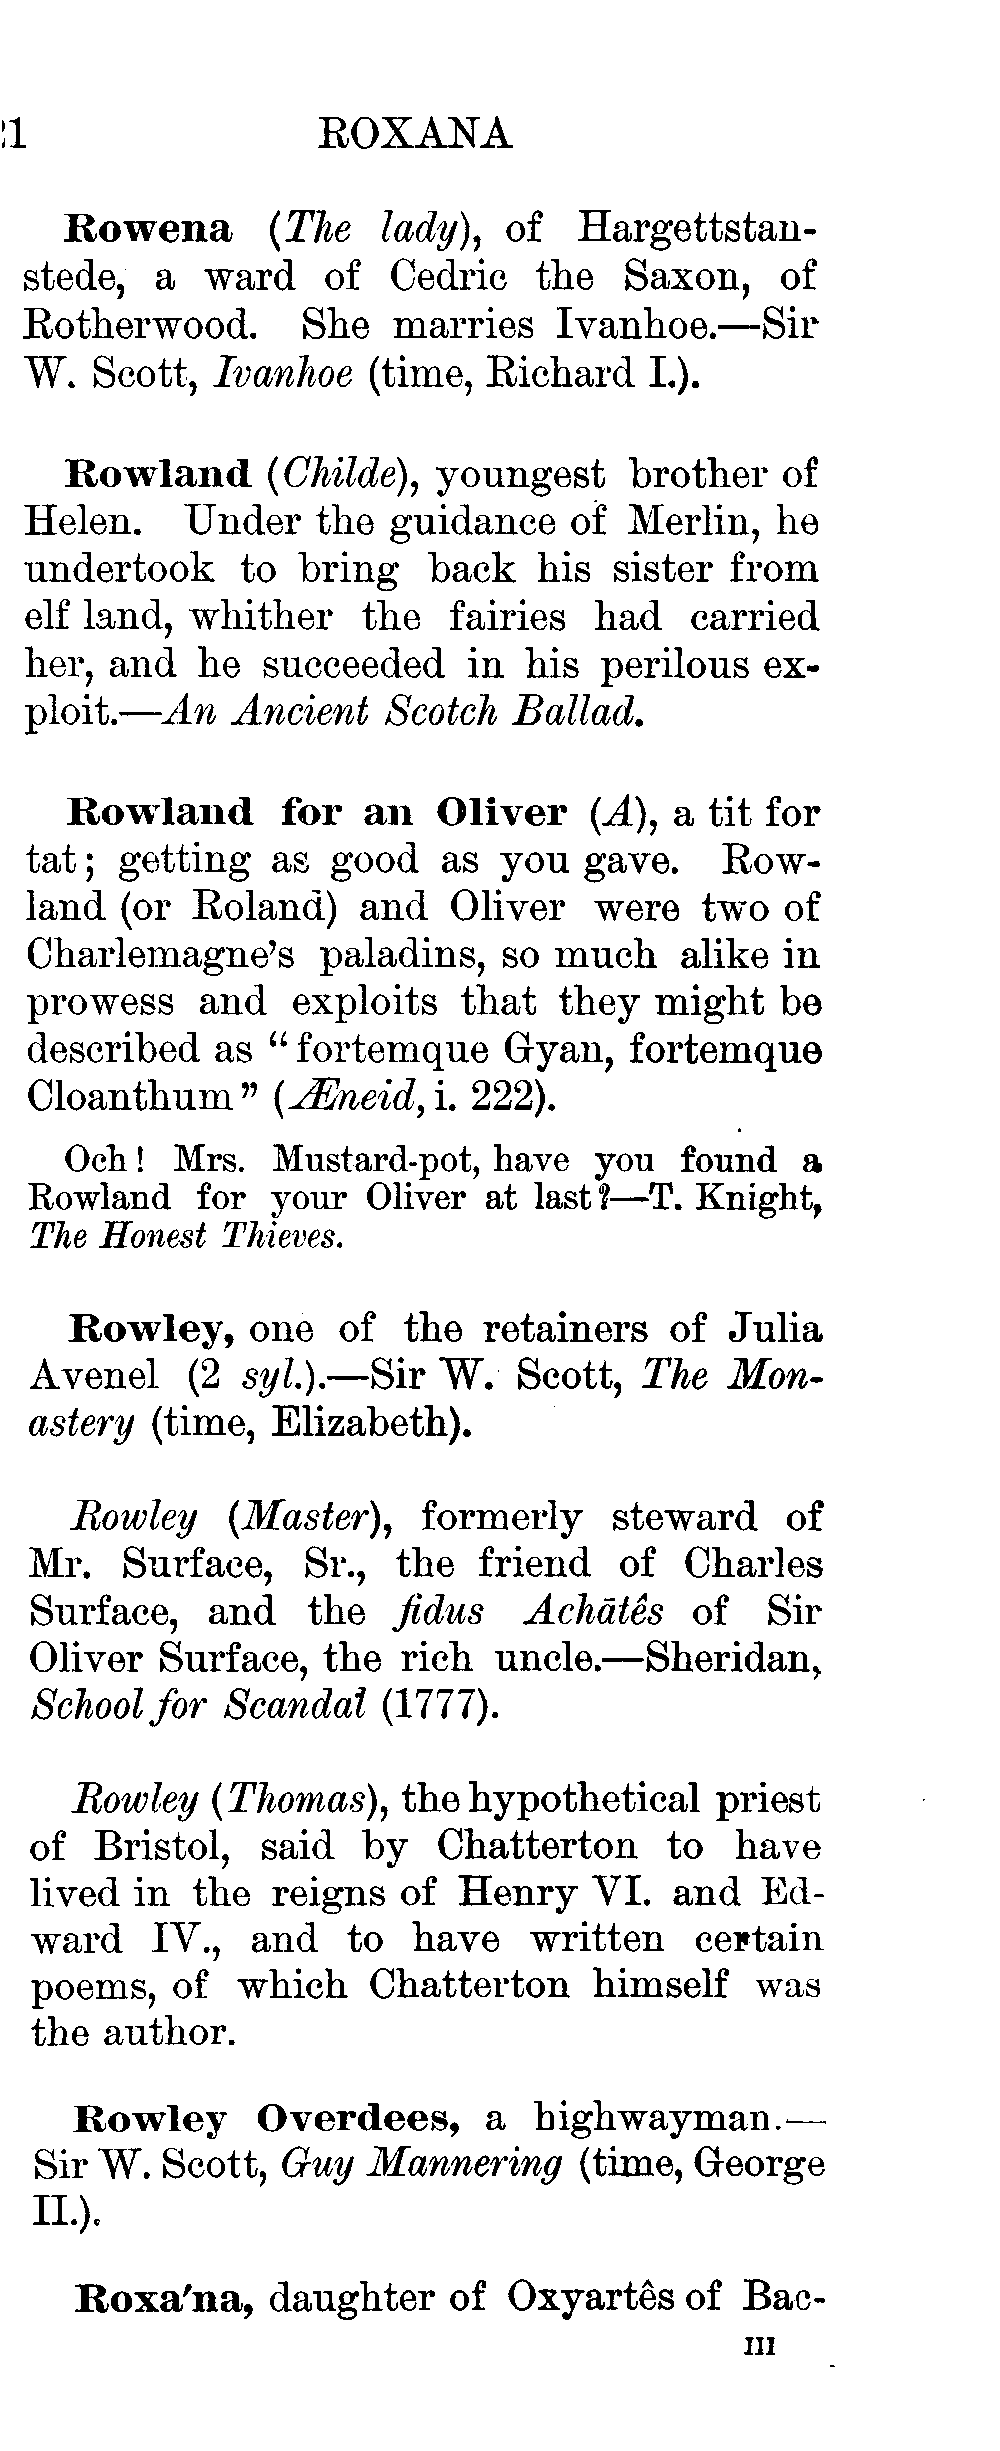 1 ROXANA
Rowena (The lady), of Hargettstan-
stede, a ward of Cedric the Saxon, of
Rotherwood. She marries Ivanhoe.—Sir
W. Scott, Ivanhoe (time, Richard I.).
Rowland (Childe), youngest brother of
Helen. Under the guidance of Merlin, he
undertook to bring back his sister from
elf land, whither the fairies had carried
her, and he succeeded in his perilous ex-
ploit.—An Ancient Scotch Ballad.
Rowland for an Oliver (A), a tit for
tat; getting as good as you gave. Row-
land (or Roland) and Oliver were two of
Charlemagne's paladins, so much alike in
prowess and exploits that they might be
described as “fortemque Gyan, fortemque
Cloanthum” (Æneid, i. 222).
Och! Mrs. Mustard-pot, have you found a
Rowland for your Oliver at last?—T. Knight,
The Honest Thieves.
Rowley, one of the retainers of Julia
Avenel (2 syl.).—Sir W. Scott, The Mon-
astery (time, Elizabeth).
Rowley (Master), formerly steward of
Mr. Surface, Sr., the friend of Charles
Surface, and the fidus Achātês of Sir
Oliver Surface, the rich uncle.—Sheridan,
School for Scandal (1777).
Rowley (Thomas), the hypothetical priest
of Bristol, said by Chatterton to have
lived in the reigns of Henry VI. and Ed-
ward IV., and to have written certain
poems, of which Chatterton himself was
the author.
Rowley Overdees, a highwayman.—
Sir W. Scott, Guy Mannering (time, George
II.).
Roxa'na, daughter of Oxyartês of Bac-
III